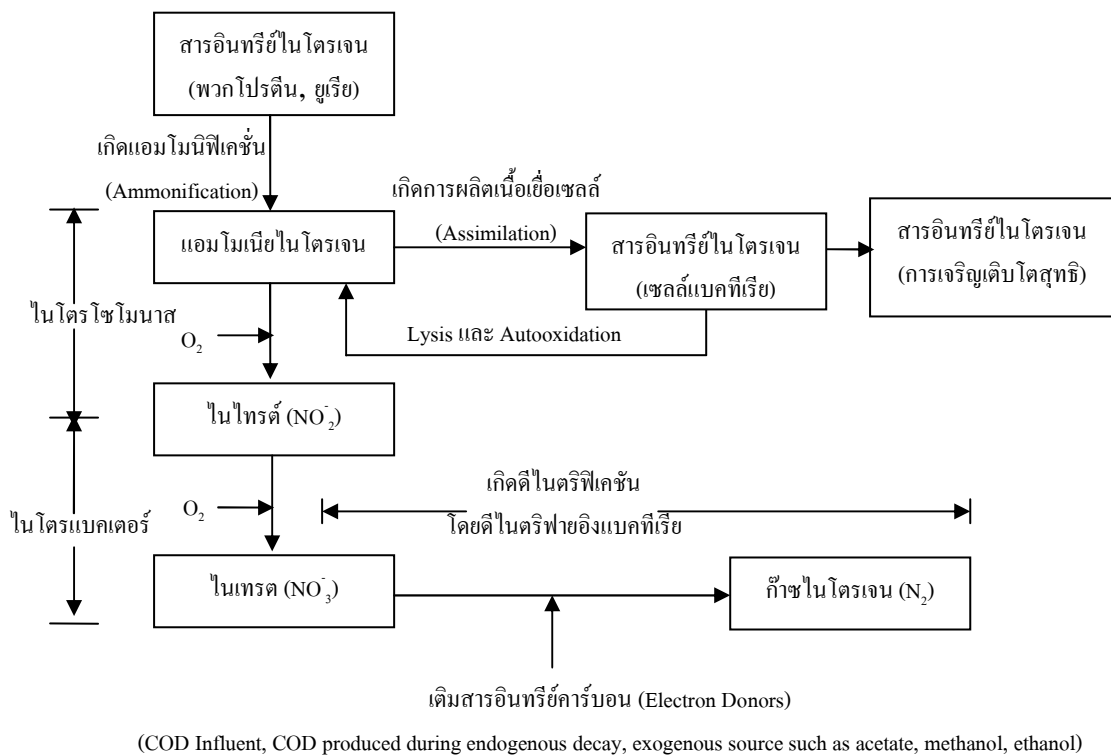 สารอินทรีย์ไนโตรเจน
(พวกโปรตีน, ยูเรีย)
เกิดแอมโมนิฟิเคชั่น
(Ammonification)
เกิดการผลิตเนื้อเยื่อเซลล์
(Assimilation)
แอมโมเนียไนโตรเจน
สารอินทรีย์ไนโตรเจน
(เซลล์แบคทีเรีย)
สารอินทรีย์ไนโตรเจน
(การเจริญเติบโตสุทธิ)
ไนโตรโซโมนาส
O₂
Lysis และ Autooxidation
ไนไทรต์ (NO₂⁻)
ไนโตรแบคเตอร์
O₂
เกิดดีไนตริฟิเคชัน
โดยดีไนตริฟายอิงแบคทีเรีย
ไนเทรต (NO₃⁻)
ก๊าซไนโตรเจน (N₂)
เติมสารอินทรีย์คาร์บอน (Electron Donors)
(COD Influent, COD produced during endogenous decay, exogenous source such as acetate, methanol, ethanol)